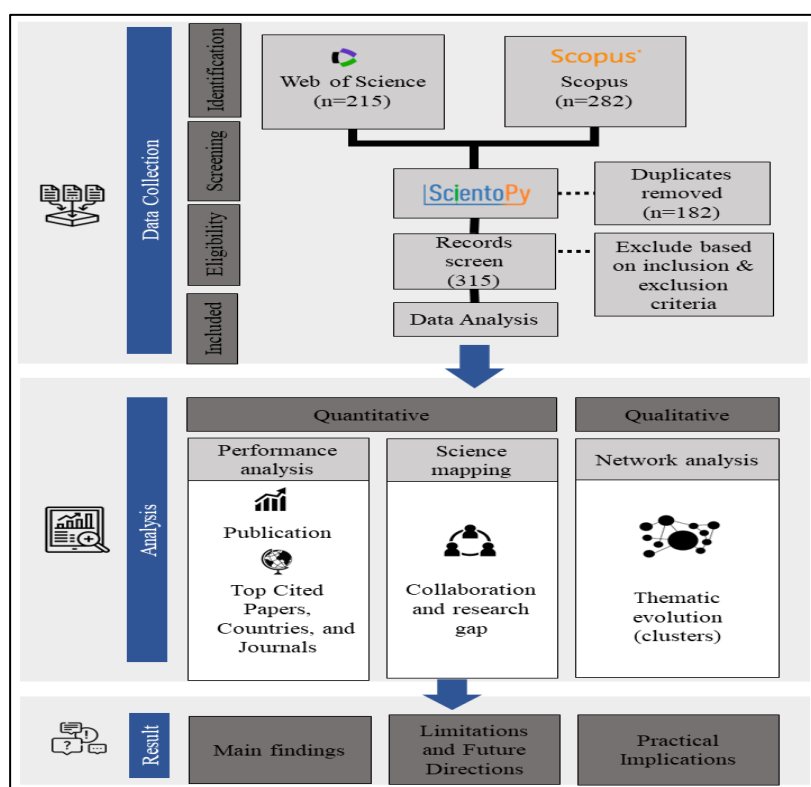 Data Collection
Identification
Screening
Eligibility
Included
Web of Science
(n=215)
Scopus
Scopus
(n=282)
ScientoPy
Duplicates
removed
(n=182)
Records
screen
(315)
Exclude based
on inclusion &
exclusion
criteria
Data Analysis
Analysis
Quantitative
Qualitative
Performance
analysis
Science
mapping
Network analysis
Publication
Top Cited
Papers,
Countries, and
Journals
Collaboration
and research
gap
Thematic
evolution
(clusters)
Result
Main findings
Limitations
and Future
Directions
Practical
Implications